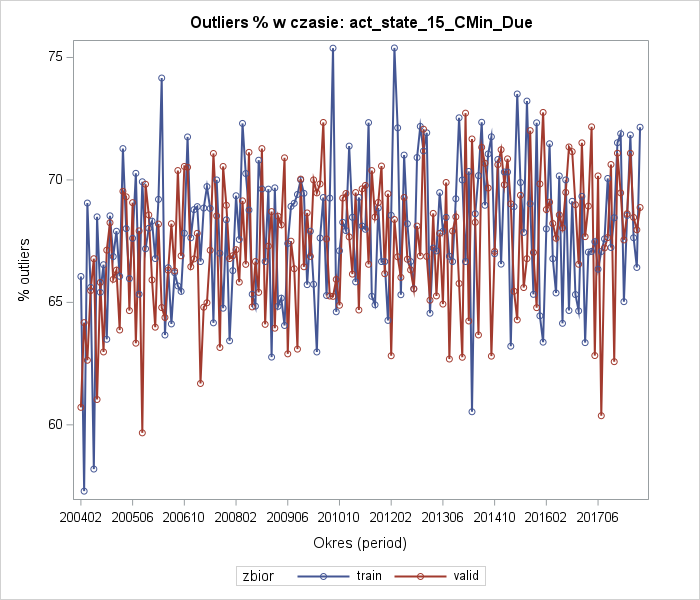 Outliers % w czasie: act_state_15_CMin_Due
% outliers
75
70
65
60
200402 200506 200610 200802 200906 201010 201202 201306 201410 201602 201706
Okres (period)
zbior train valid